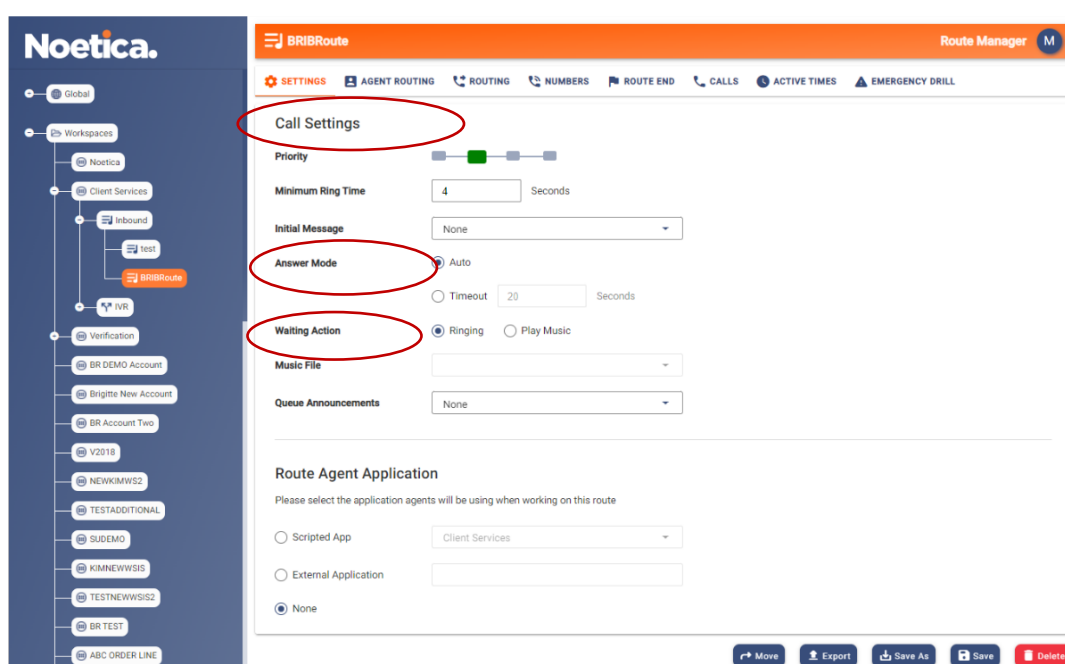 Noetica.
Global
Workspaces
Noetica
Client Services
Inbound
test
BRIBRoute
IVR
Verification
BR DEMO Account
Brigitte New Account
BR Account Two
V2018
NEWKIMWS2
TESTADDITIONAL
SUDEMO
KIMNEWWSIS
TESTNEWWSIS2
BR TEST
ABC ORDER LINE
BRIBRoute Route Manager M
SETTINGS AGENT ROUTING ROUTING NUMBERS ROUTE END CALLS ACTIVE TIMES EMERGENCY DRILL
Call Settings
Priority
Minimum Ring Time 4 Seconds
Initial Message None
Answer Mode Auto
Timeout 20 Seconds
Waiting Action Ringing Play Music
Music File
Queue Announcements None
Route Agent Application
Please select the application agents will be using when working on this route
Scripted App Client Services
External Application
None
Move Export Save As Save Delete